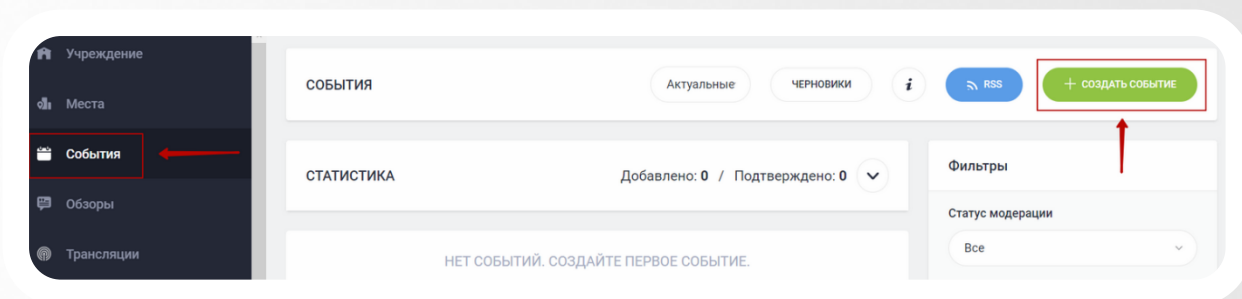 Учреждение
Места
События
Обзоры
Трансляции
СОБЫТИЯ
Актуальные
ЧЕРНОВИКИ
i
RSS
+ СОЗДАТЬ СОБЫТИЕ
СТАТИСТИКА
Добавлено: 0 / Подтверждено: 0
НЕТ СОБЫТИЙ. СОЗДАЙТЕ ПЕРВОЕ СОБЫТИЕ.
Фильтры
Статус модерации
Все